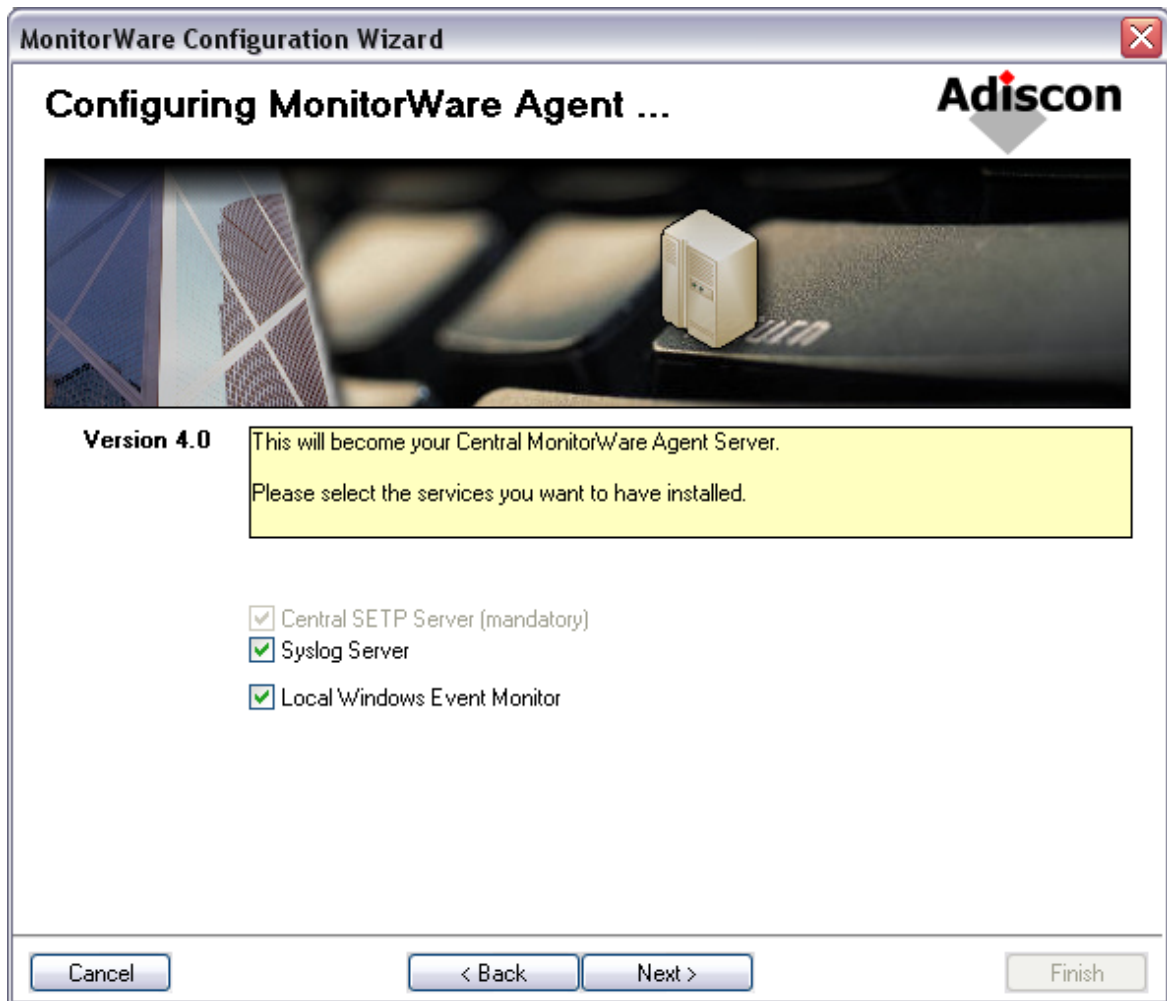 MonitorWare Configuration Wizard
Configuring MonitorWare Agent ...
Adiscon
Version 4.0
This will become your Central MonitorWare Agent Server.
Please select the services you want to have installed.
Central SETP Server (mandatory)
Syslog Server
Local Windows Event Monitor
Cancel
< Back
Next >
Finish